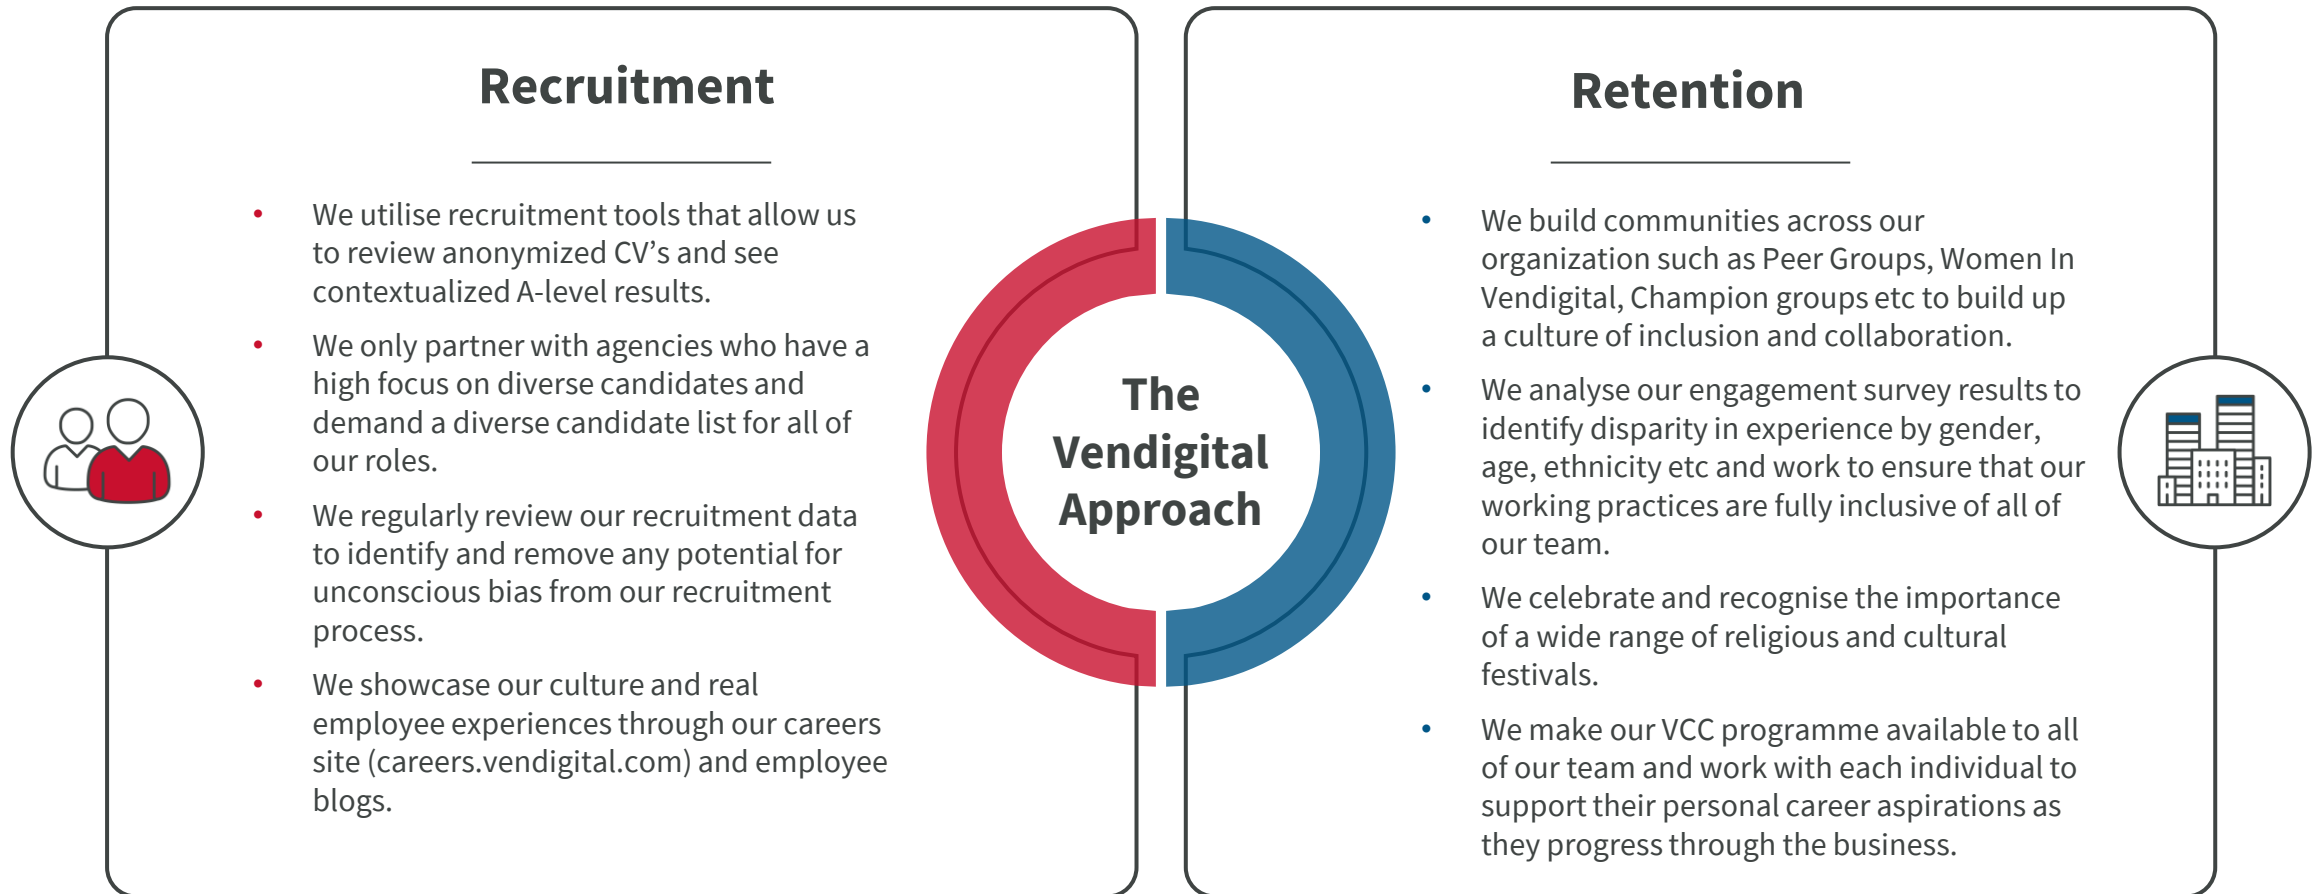 Recruitment
• We utilise recruitment tools that allow us
to review anonymized CV’s and see
contextualized A-level results.
• We only partner with agencies who have a
high focus on diverse candidates and
demand a diverse candidate list for all of
our roles.
• We regularly review our recruitment data
to identify and remove any potential for
unconscious bias from our recruitment
process.
• We showcase our culture and real
employee experiences through our careers
site (careers.vendigital.com) and employee
blogs.
The
Vendigital
Approach
Retention
• We build communities across our
organization such as Peer Groups, Women In
Vendigital, Champion groups etc to build up
a culture of inclusion and collaboration.
• We analyse our engagement survey results to
identify disparity in experience by gender,
age, ethnicity etc and work to ensure that our
working practices are fully inclusive of all of
our team.
• We celebrate and recognise the importance
of a wide range of religious and cultural
festivals.
• We make our VCC programme available to all
of our team and work with each individual to
support their personal career aspirations as
they progress through the business.